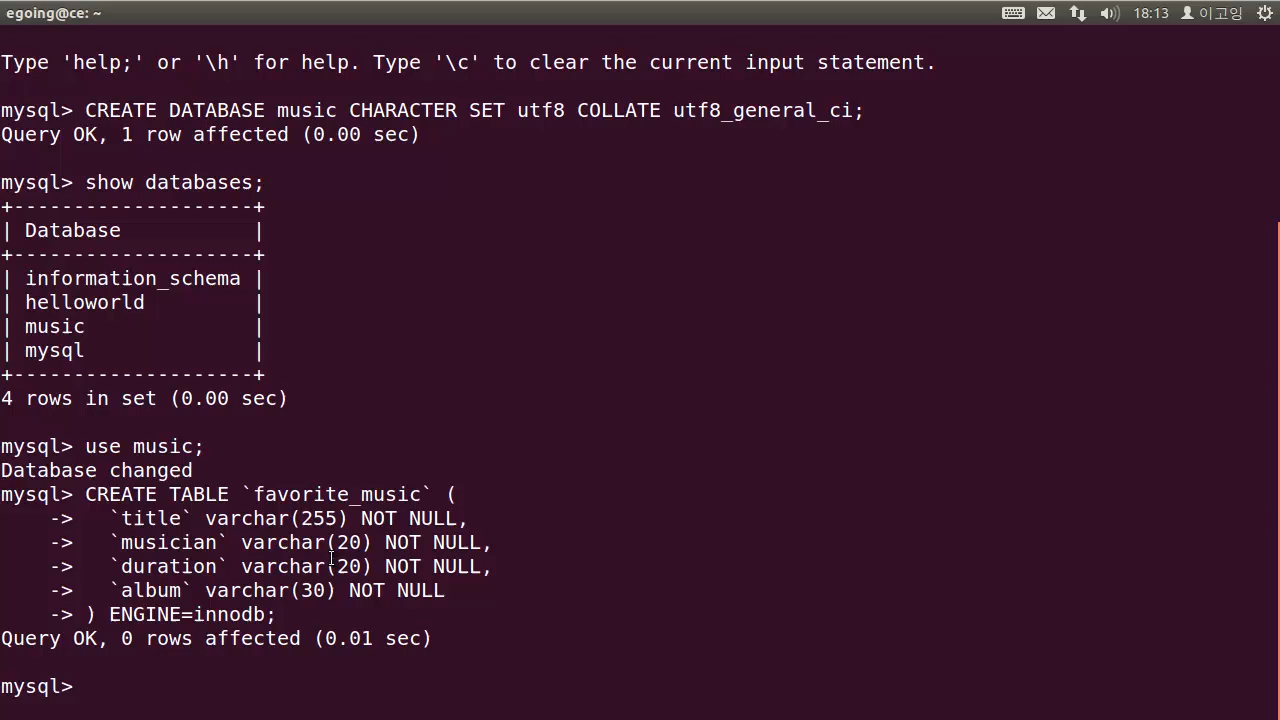 egoing@ce: ~
18:13 이고잉
Type 'help;' or '\h' for help. Type '\c' to clear the current input statement.
mysql> CREATE DATABASE music CHARACTER SET utf8 COLLATE utf8_general_ci;
Query OK, 1 row affected (0.00 sec)
mysql> show databases;
+--------------------+
| Database           |
+--------------------+
| information_schema |
| helloworld         |
| music              |
| mysql              |
+--------------------+
4 rows in set (0.00 sec)
mysql> use music;
Database changed
mysql> CREATE TABLE `favorite_music` (
    ->   `title` varchar(255) NOT NULL,
    ->   `musician` varchar(20) NOT NULL,
    ->   `duration` varchar(20) NOT NULL,
    ->   `album` varchar(30) NOT NULL
    -> ) ENGINE=innodb;
Query OK, 0 rows affected (0.01 sec)
mysql>